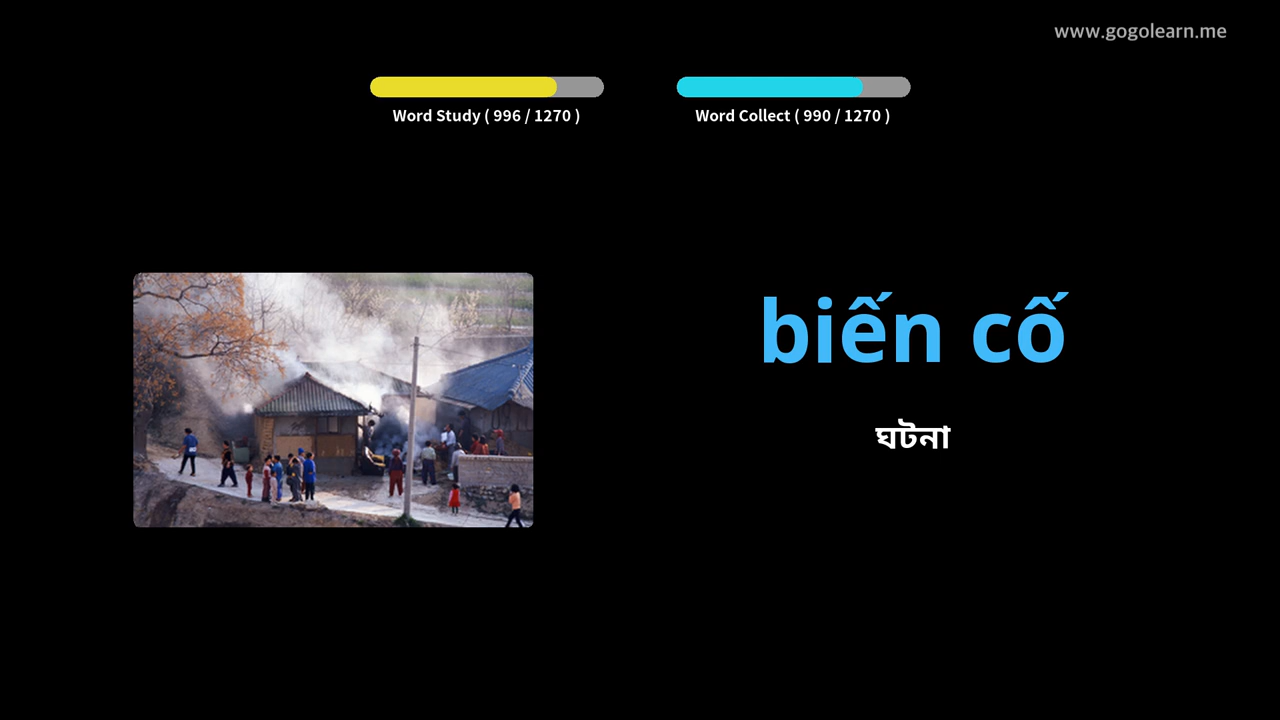 www.gogolearn.me
Word Study ( 996 / 1270 )
Word Collect ( 990 / 1270 )
biến cố
ঘটনা